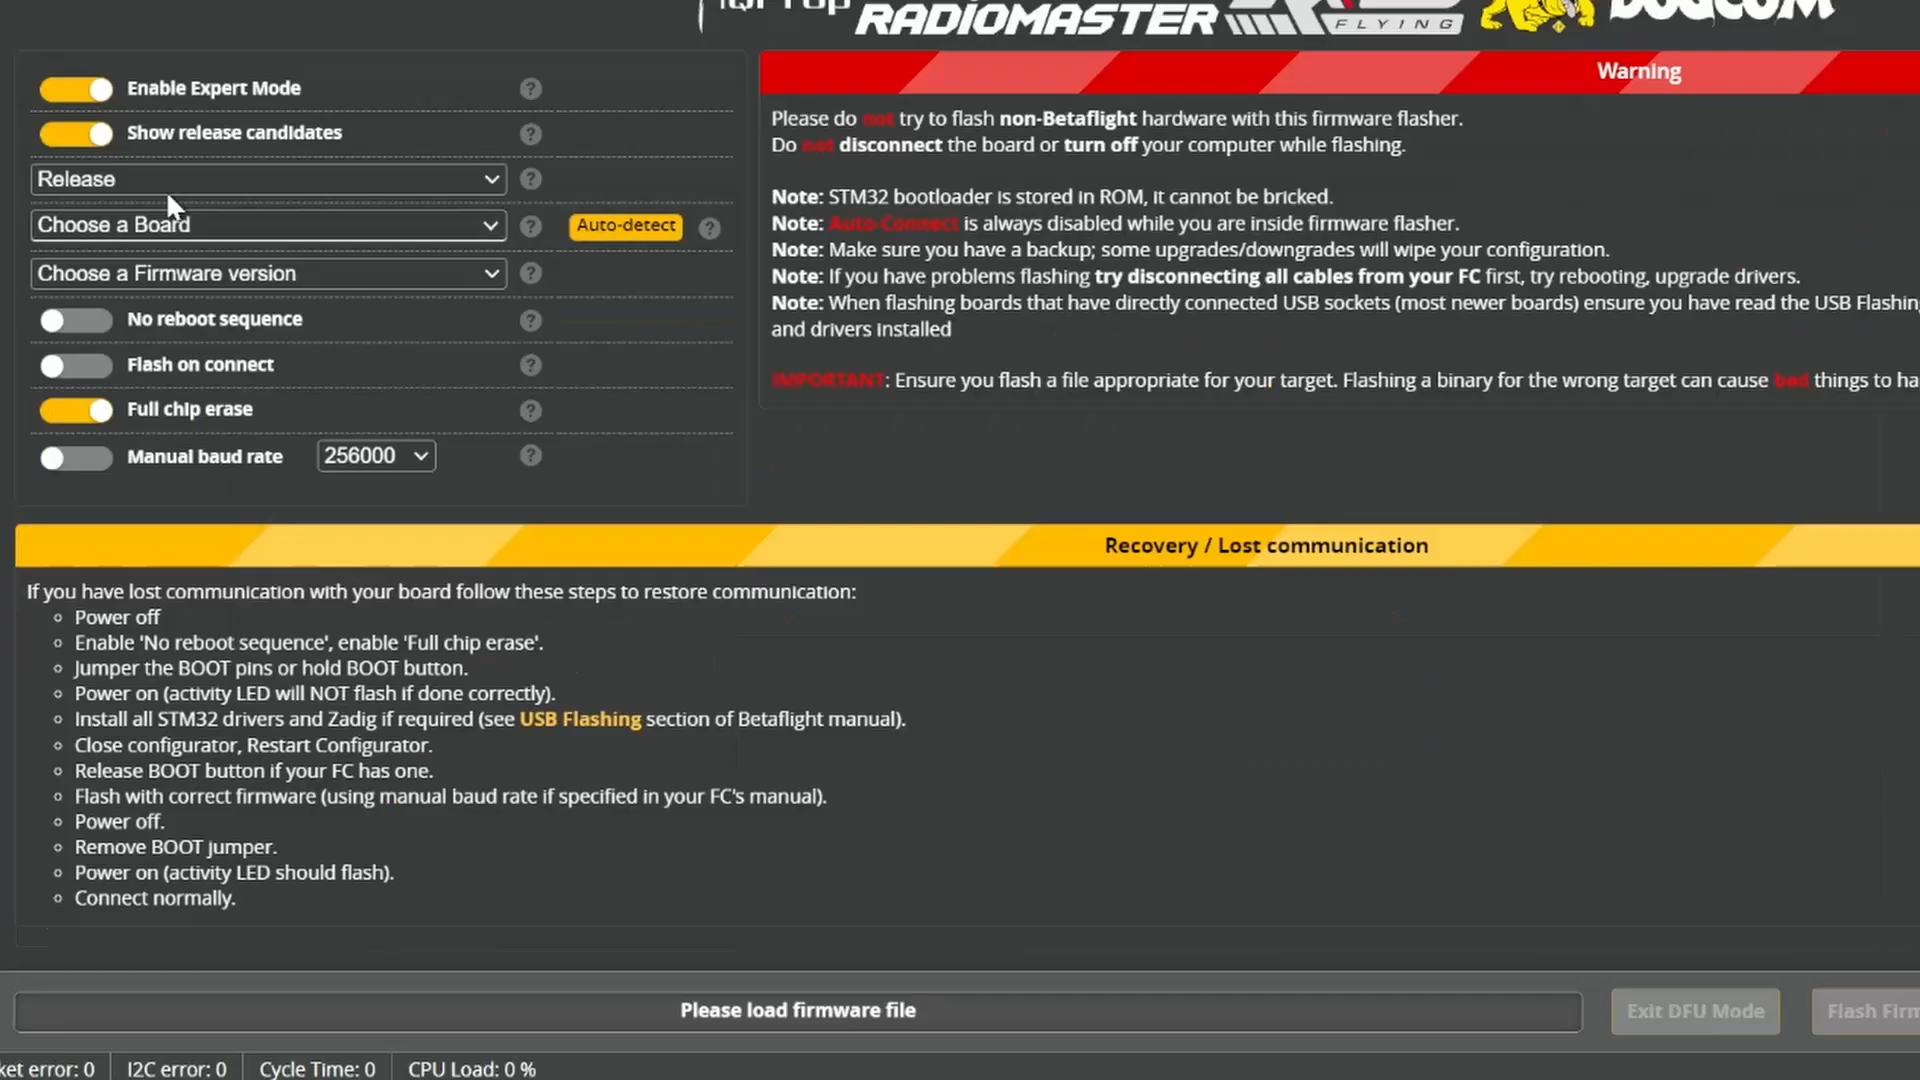 RADIOMASTER
FLYING
DOGCOM
Enable Expert Mode
Show release candidates
Release
Choose a Board
Auto-detect
Choose a Firmware version
No reboot sequence
Flash on connect
Full chip erase
Manual baud rate 256000
Warning
Please do not try to flash non-Betaflight hardware with this firmware flasher.
Do not disconnect the board or turn off your computer while flashing.
Note: STM32 bootloader is stored in ROM, it cannot be bricked.
Note: Auto-Connect is always disabled while you are inside firmware flasher.
Note: Make sure you have a backup; some upgrades/downgrades will wipe your configuration.
Note: If you have problems flashing try disconnecting all cables from your FC first, try rebooting, upgrade drivers.
Note: When flashing boards that have directly connected USB sockets (most newer boards) ensure you have read the USB Flashing
and drivers installed
IMPORTANT: Ensure you flash a file appropriate for your target. Flashing a binary for the wrong target can cause bad things to ha
Recovery / Lost communication
If you have lost communication with your board follow these steps to restore communication:
Power off
Enable 'No reboot sequence', enable 'Full chip erase'.
Jumper the BOOT pins or hold BOOT button.
Power on (activity LED will NOT flash if done correctly).
Install all STM32 drivers and Zadig if required (see USB Flashing section of Betaflight manual).
Close configurator, Restart Configurator.
Release BOOT button if your FC has one.
Flash with correct firmware (using manual baud rate if specified in your FC's manual).
Power off.
Remove BOOT jumper.
Power on (activity LED should flash).
Connect normally.
Please load firmware file
Exit DFU Mode
Flash Firm
ket error: 0
I2C error: 0
Cycle Time: 0
CPU Load: 0 %